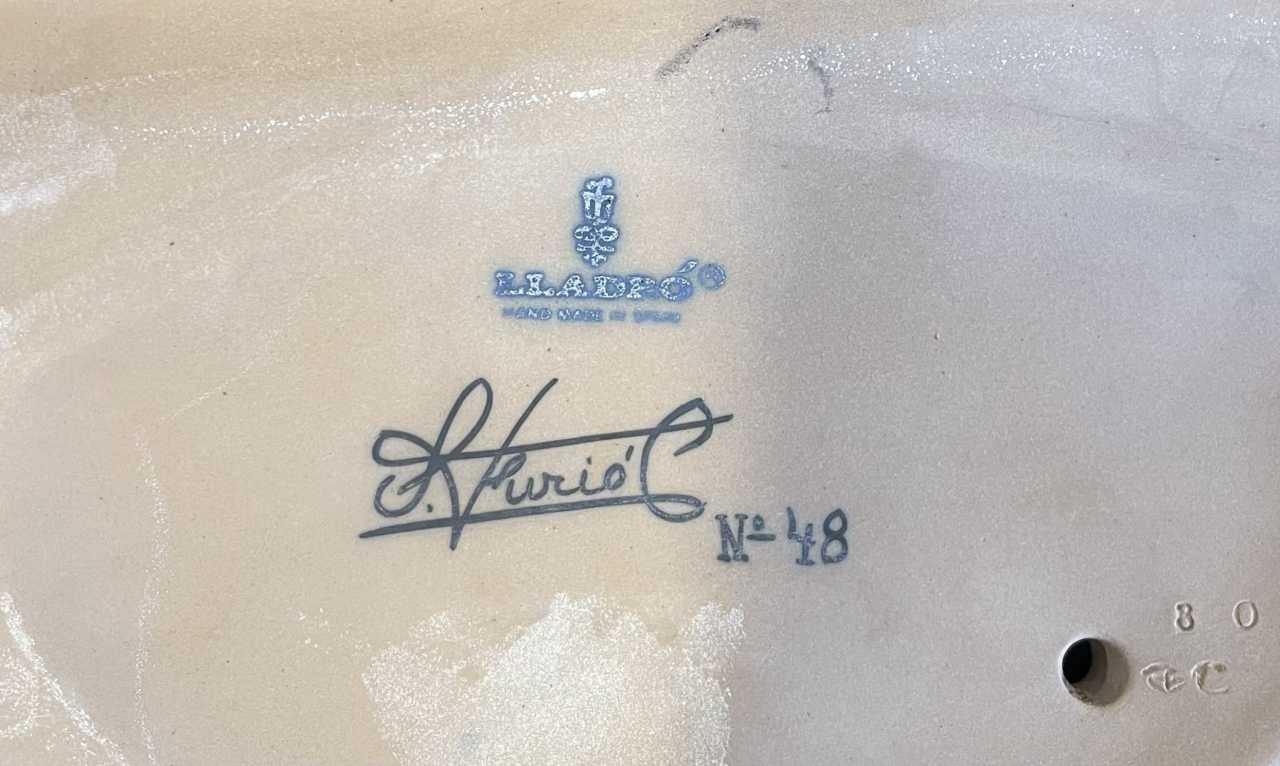 LLADRÓ®
HAND MADE IN SPAIN
F. Furió C
Nº 48
8 0